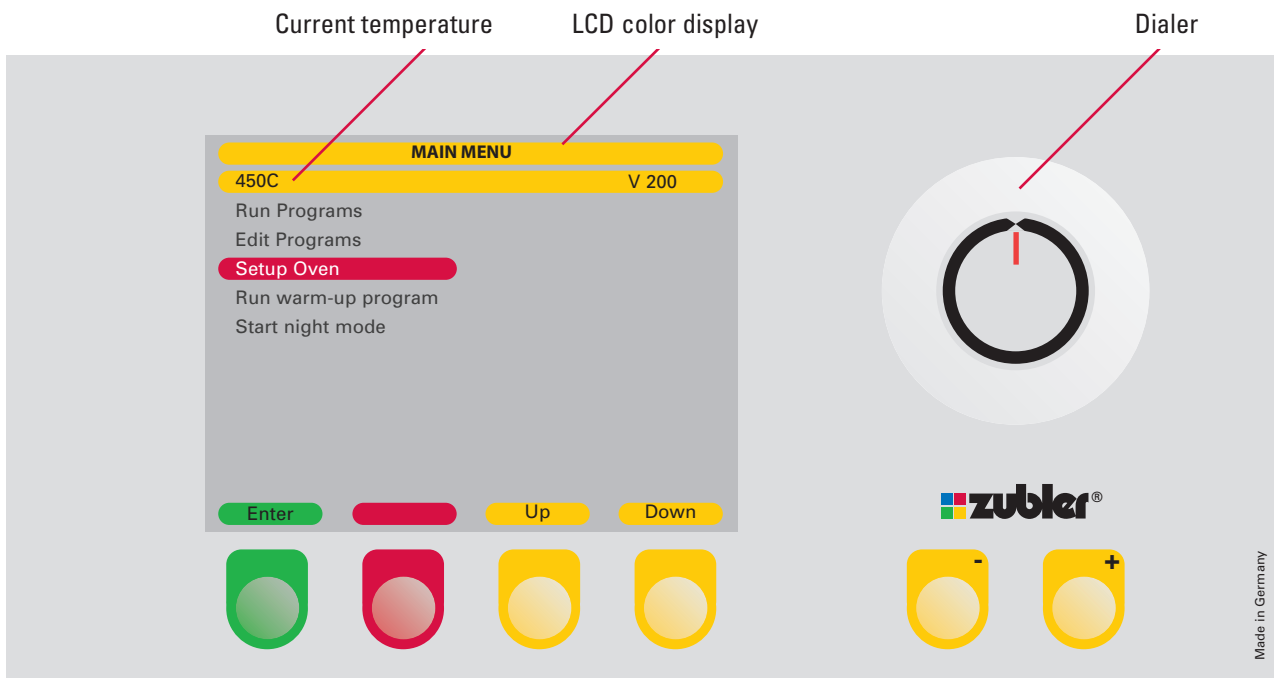 Current temperature LCD color display Dialer
MAIN MENU
450C V 200
Run Programs
Edit Programs
Setup Oven
Run warm-up program
Start night mode
Enter Up Down
zubler®
- +
Made in Germany